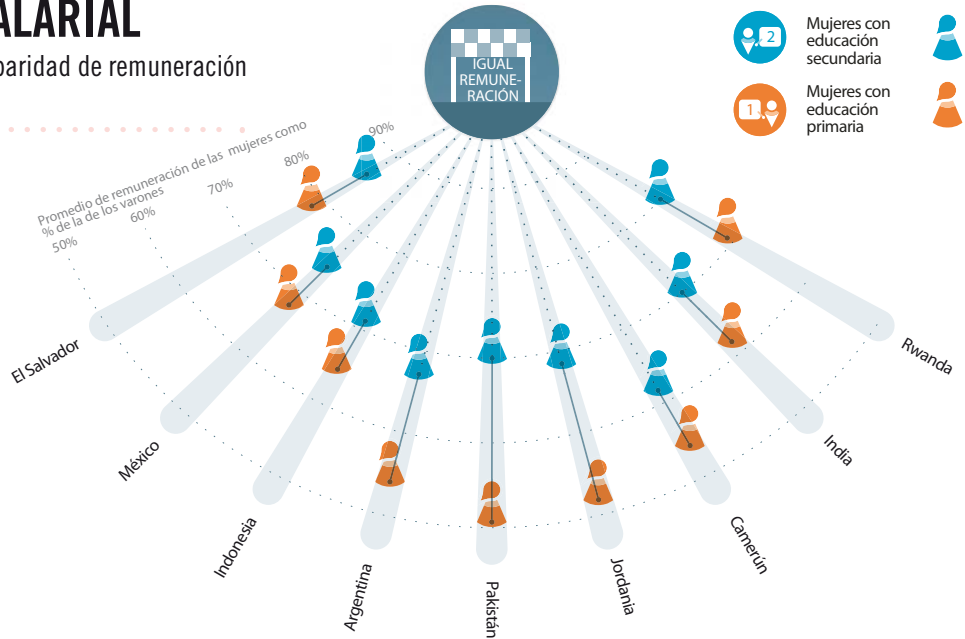 ALARIAL
paridad de remuneración
IGUAL
REMUNE-
RACIÓN
2
Mujeres con
educación
secundaria
1
Mujeres con
educación
primaria
Promedio de remuneración de las mujeres como
% de la de los varones
50%
60%
70%
80%
90%
El Salvador
México
Indonesia
Argentina
Pakistán
Jordania
Camerún
India
Rwanda